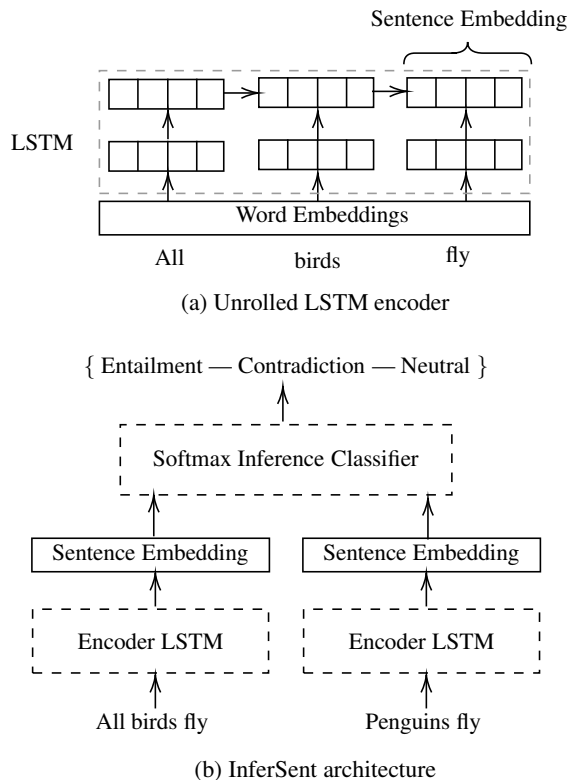 Sentence Embedding
LSTM
Word Embeddings
All birds fly
(a) Unrolled LSTM encoder
{ Entailment — Contradiction — Neutral }
Softmax Inference Classifier
Sentence Embedding Sentence Embedding
Encoder LSTM Encoder LSTM
All birds fly Penguins fly
(b) InferSent architecture